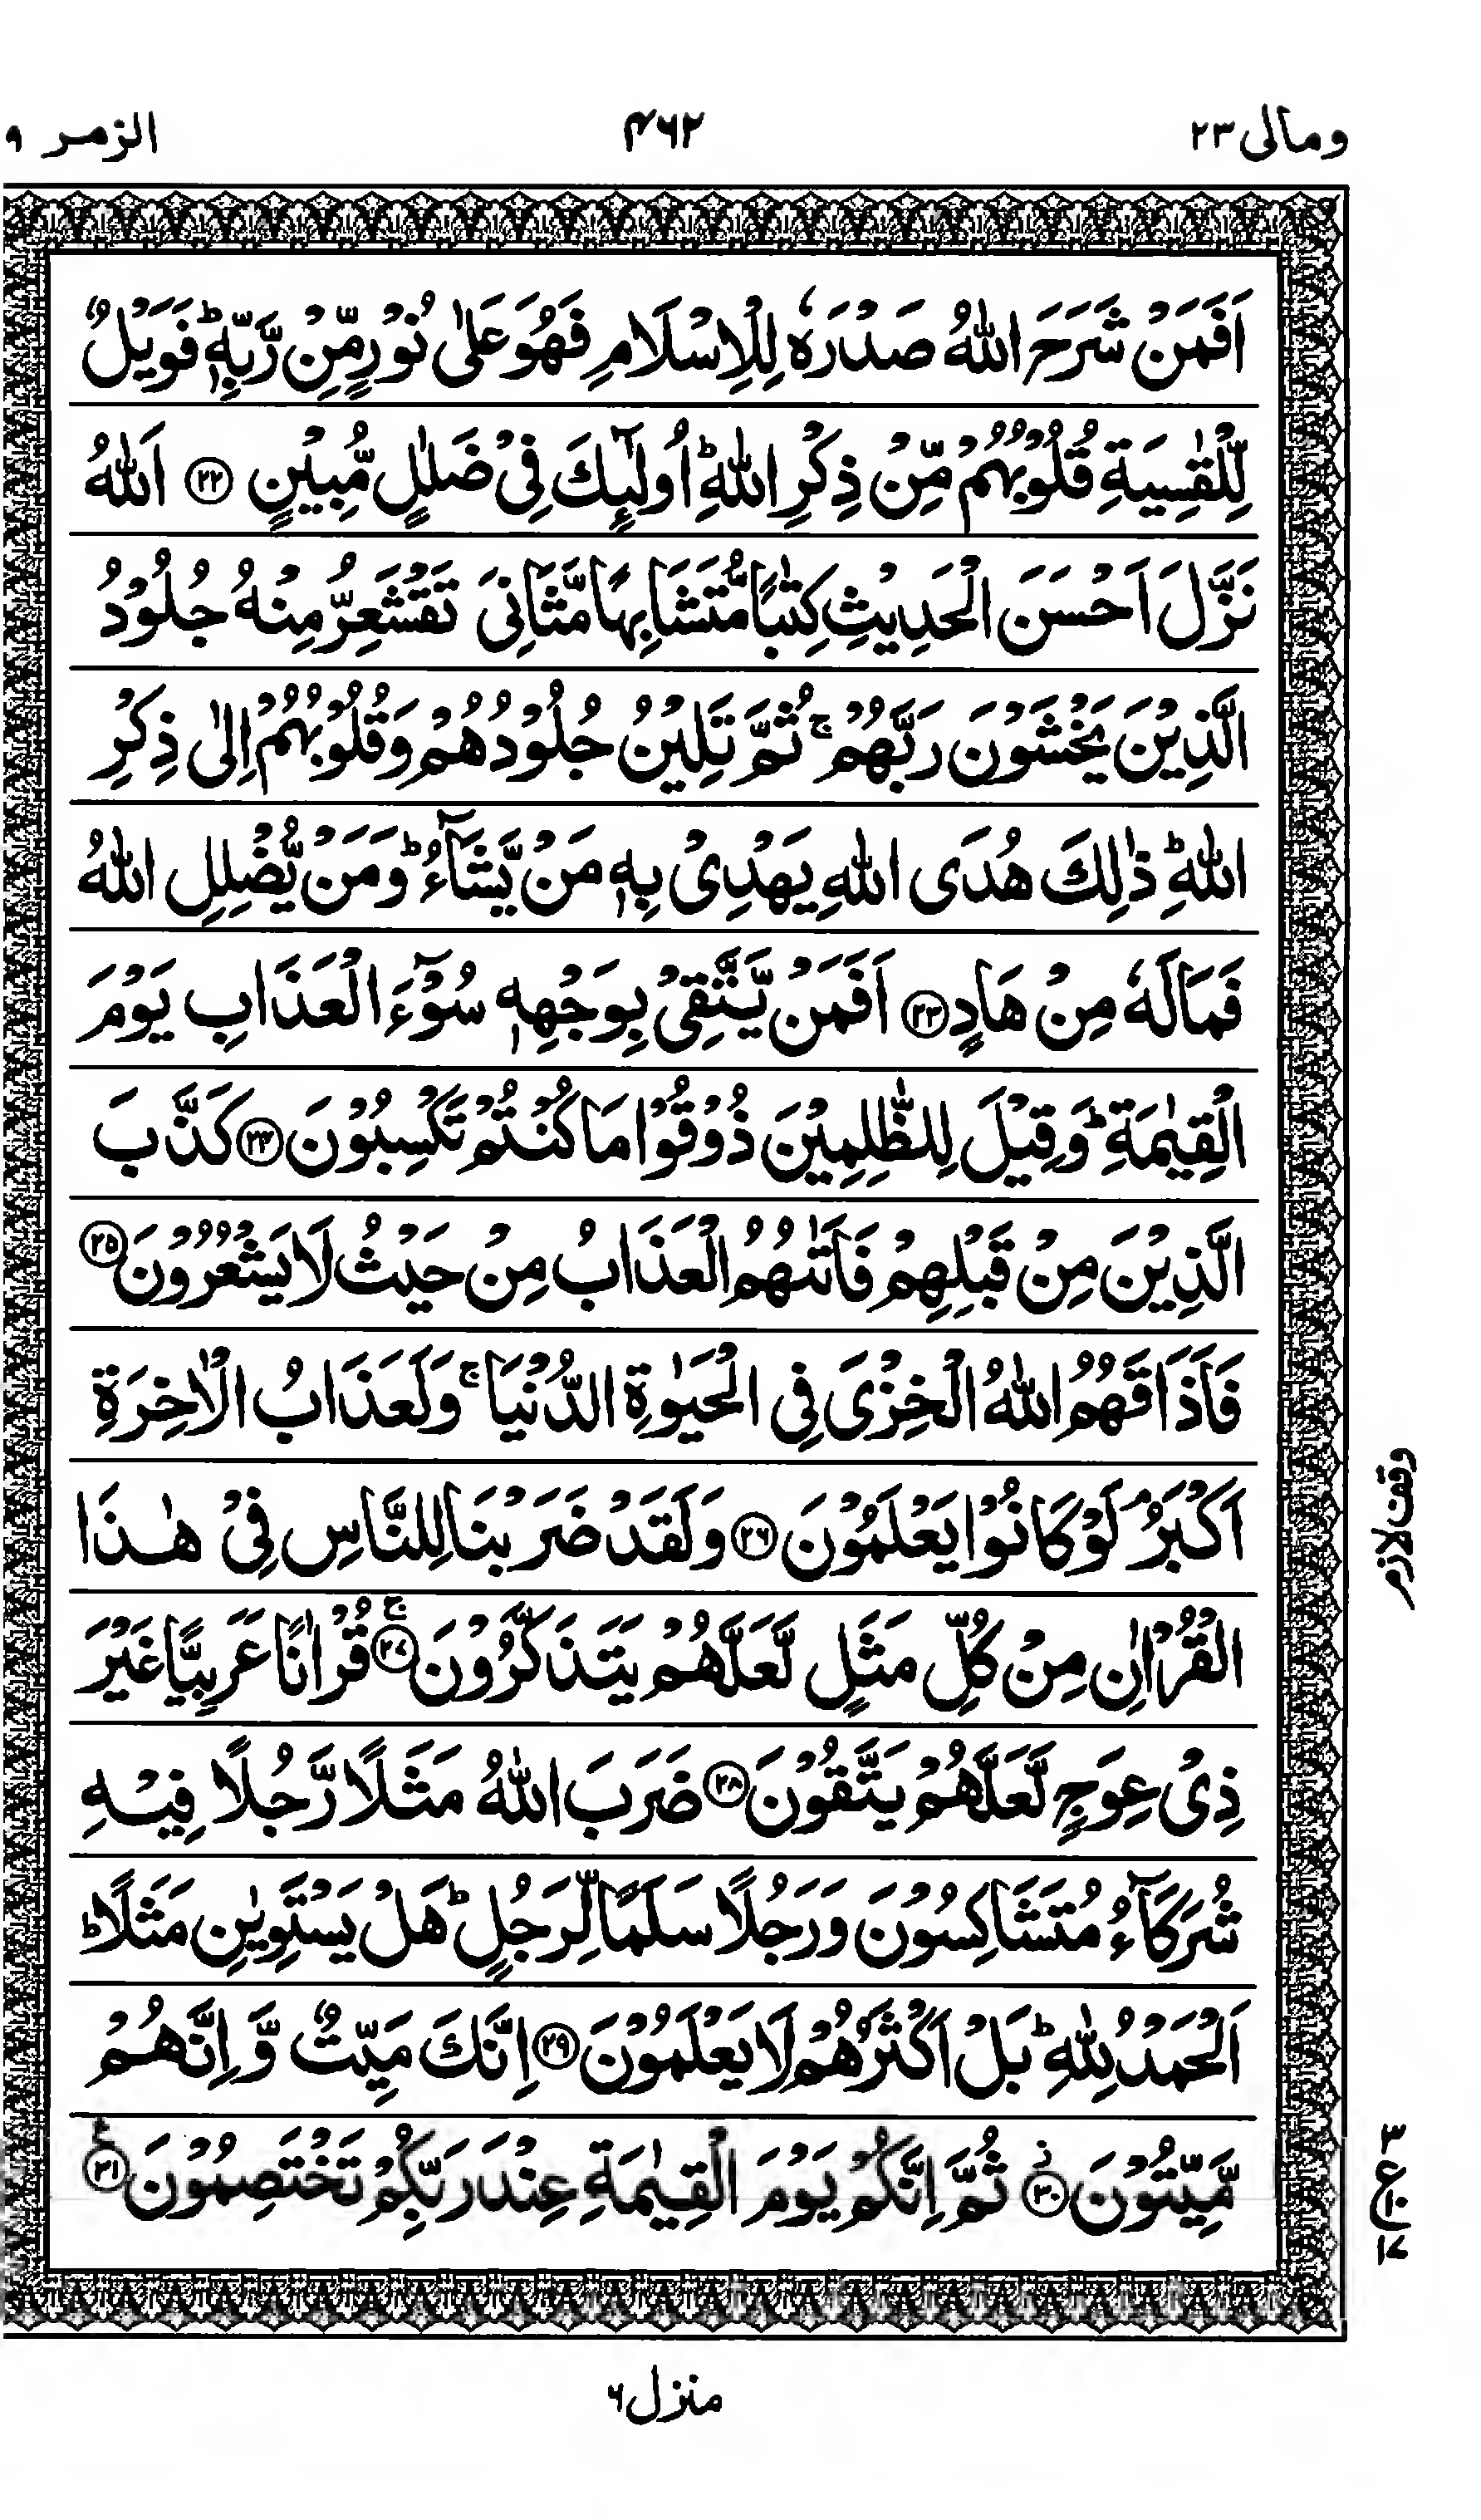 ومالی ۲۳ ۴۶۲ الزمر ۹
اَفَمَنْ شَرَحَ اللّٰهُ صَدْرَهٗ لِلْاِسْلَامِ فَهُوَ عَلٰى نُوْرٍ مِّنْ رَّبِّهٖ ؕ فَوَيْلٌ
لِّلْقٰسِيَةِ قُلُوْبُهُمْ مِّنْ ذِكْرِ اللّٰهِ ؕ اُولٰٓئِكَ فِىْ ضَلٰلٍ مُّبِيْنٍ ﴿۲۲﴾ اَللّٰهُ
نَزَّلَ اَحْسَنَ الْحَدِيْثِ كِتٰبًا مُّتَشَابِهًا مَّثَانِىَ تَقْشَعِرُّ مِنْهُ جُلُوْدُ
الَّذِيْنَ يَخْشَوْنَ رَبَّهُمْ ۚ ثُمَّ تَلِيْنُ جُلُوْدُهُمْ وَقُلُوْبُهُمْ اِلٰى ذِكْرِ
اللّٰهِ ؕ ذٰلِكَ هُدَى اللّٰهِ يَهْدِىْ بِهٖ مَنْ يَّشَآءُ ؕ وَمَنْ يُّضْلِلِ اللّٰهُ
فَمَا لَهٗ مِنْ هَادٍ ﴿۲۳﴾ اَفَمَنْ يَّتَّقِىْ بِوَجْهِهٖ سُوْٓءَ الْعَذَابِ يَوْمَ
الْقِيٰمَةِ ؕ وَقِيْلَ لِلظّٰلِمِيْنَ ذُوْقُوْا مَا كُنْتُمْ تَكْسِبُوْنَ ﴿۲۴﴾ كَذَّبَ
الَّذِيْنَ مِنْ قَبْلِهِمْ فَاَتٰىهُمُ الْعَذَابُ مِنْ حَيْثُ لَا يَشْعُرُوْنَ ﴿۲۵﴾
فَاَذَاقَهُمُ اللّٰهُ الْخِزْىَ فِى الْحَيٰوةِ الدُّنْيَا ۚ وَلَعَذَابُ الْاٰخِرَةِ
اَكْبَرُ ۘ لَوْ كَانُوْا يَعْلَمُوْنَ ﴿۲۶﴾ وَلَقَدْ ضَرَبْنَا لِلنَّاسِ فِىْ هٰذَا
وقف لازم
الْقُرْاٰنِ مِنْ كُلِّ مَثَلٍ لَّعَلَّهُمْ يَتَذَكَّرُوْنَ ﴿۲۷﴾ ۚ قُرْاٰنًا عَرَبِيًّا غَيْرَ
ذِىْ عِوَجٍ لَّعَلَّهُمْ يَتَّقُوْنَ ﴿۲۸﴾ ضَرَبَ اللّٰهُ مَثَلًا رَّجُلًا فِيْهِ
شُرَكَآءُ مُتَشَاكِسُوْنَ وَرَجُلًا سَلَمًا لِّرَجُلٍ ؕ هَلْ يَسْتَوِيٰنِ مَثَلًا ؕ
اَلْحَمْدُ لِلّٰهِ ؕ بَلْ اَكْثَرُهُمْ لَا يَعْلَمُوْنَ ﴿۲۹﴾ اِنَّكَ مَيِّتٌ وَّاِنَّهُمْ
مَّيِّتُوْنَ ﴿۳۰﴾ ز ثُمَّ اِنَّكُمْ يَوْمَ الْقِيٰمَةِ عِنْدَ رَبِّكُمْ تَخْتَصِمُوْنَ ﴿۳۱﴾ ع
۳ ع ۱۰
منزل ۶